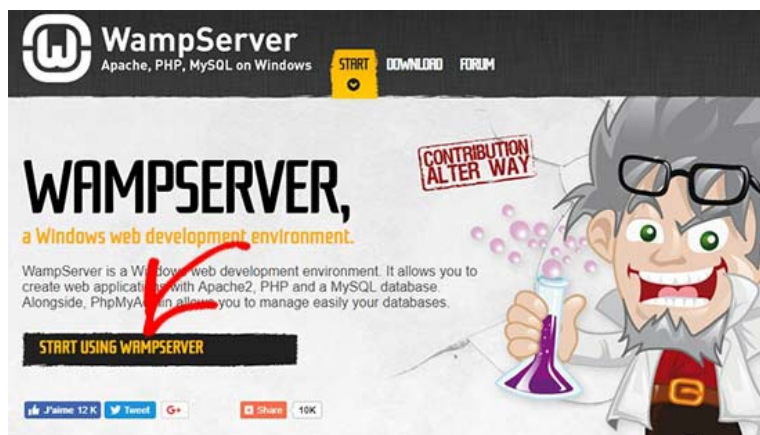 WampServer
Apache, PHP, MySQL on Windows
START DOWNLOAD FORUM
CONTRIBUTION
ALTER WAY
WAMPSERVER,
a Windows web development environment.
WampServer is a Windows web development environment. It allows you to
create web applications with Apache2, PHP and a MySQL database.
Alongside, PhpMyAdmin allows you to manage easily your databases.
START USING WAMPSERVER
J'aime 12 K Tweet G+ Share 10K